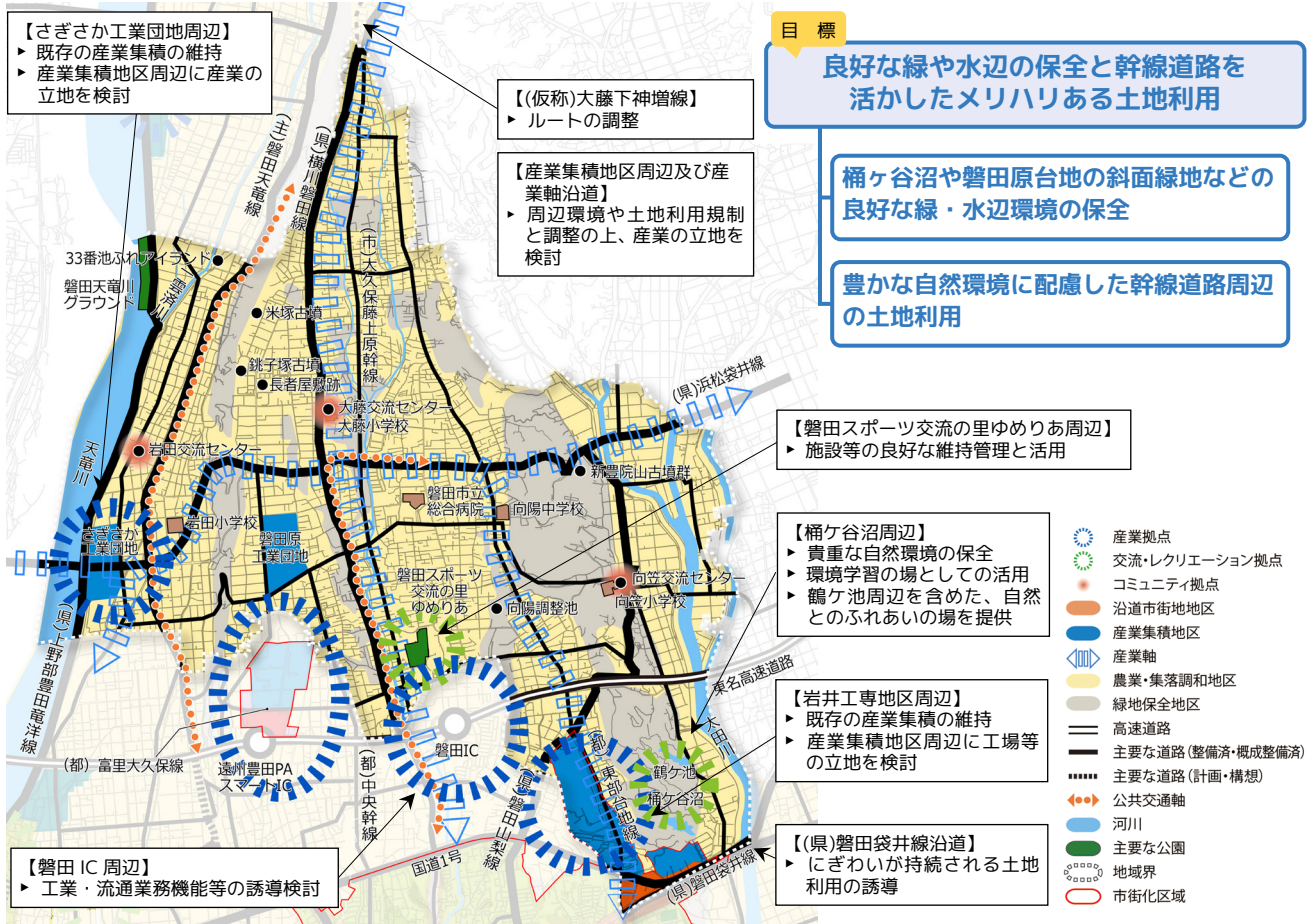 【さぎさか工業団地周辺】
▶ 既存の産業集積の維持
▶ 産業集積地区周辺に産業の
立地を検討
【(仮称)大藤下神増線】
▶ ルートの調整
【産業集積地区周辺及び産
業軸沿道】
▶ 周辺環境や土地利用規制
と調整の上、産業の立地を
検討
目 標
良好な緑や水辺の保全と幹線道路を
活かしたメリハリある土地利用
桶ヶ谷沼や磐田原台地の斜面緑地などの
良好な緑・水辺環境の保全
豊かな自然環境に配慮した幹線道路周辺
の土地利用
(主)磐田天竜線
(県)横川磐田線
(市)大久保藤上原幹線
33番池ふれアイランド
磐田天竜川
グラウンド
一雲済川
米塚古墳
銚子塚古墳
長者屋敷跡
大藤交流センター
大藤小学校
(県)浜松袋井線
天竜川
岩田交流センター
新豊院山古墳群
磐田市立
総合病院
向陽中学校
岩田小学校
さぎさか
工業団地
磐田原
工業団地
磐田スポーツ
交流の里
ゆめりあ
向陽調整池
向笠交流センター
向笠小学校
(県)上野部豊田竜洋線
東名高速道路
太田川
(都)富里大久保線
遠州豊田PA
スマートIC
磐田IC
(都)中央幹線
(県)磐田山梨線
(都)東部台地線
鶴ケ池
桶ケ谷沼
国道1号
(県)磐田袋井線
【磐田スポーツ交流の里ゆめりあ周辺】
▶ 施設等の良好な維持管理と活用
【桶ケ谷沼周辺】
▶ 貴重な自然環境の保全
▶ 環境学習の場としての活用
▶ 鶴ケ池周辺を含めた、自然
とのふれあいの場を提供
【岩井工専地区周辺】
▶ 既存の産業集積の維持
▶ 産業集積地区周辺に工場等
の立地を検討
【(県)磐田袋井線沿道】
▶ にぎわいが持続される土地
利用の誘導
【磐田 IC 周辺】
▶ 工業・流通業務機能等の誘導検討
産業拠点
交流・レクリエーション拠点
コミュニティ拠点
沿道市街地地区
産業集積地区
産業軸
農業・集落調和地区
緑地保全地区
高速道路
主要な道路(整備済・概成整備済)
主要な道路(計画・構想)
公共交通軸
河川
主要な公園
地域界
市街化区域